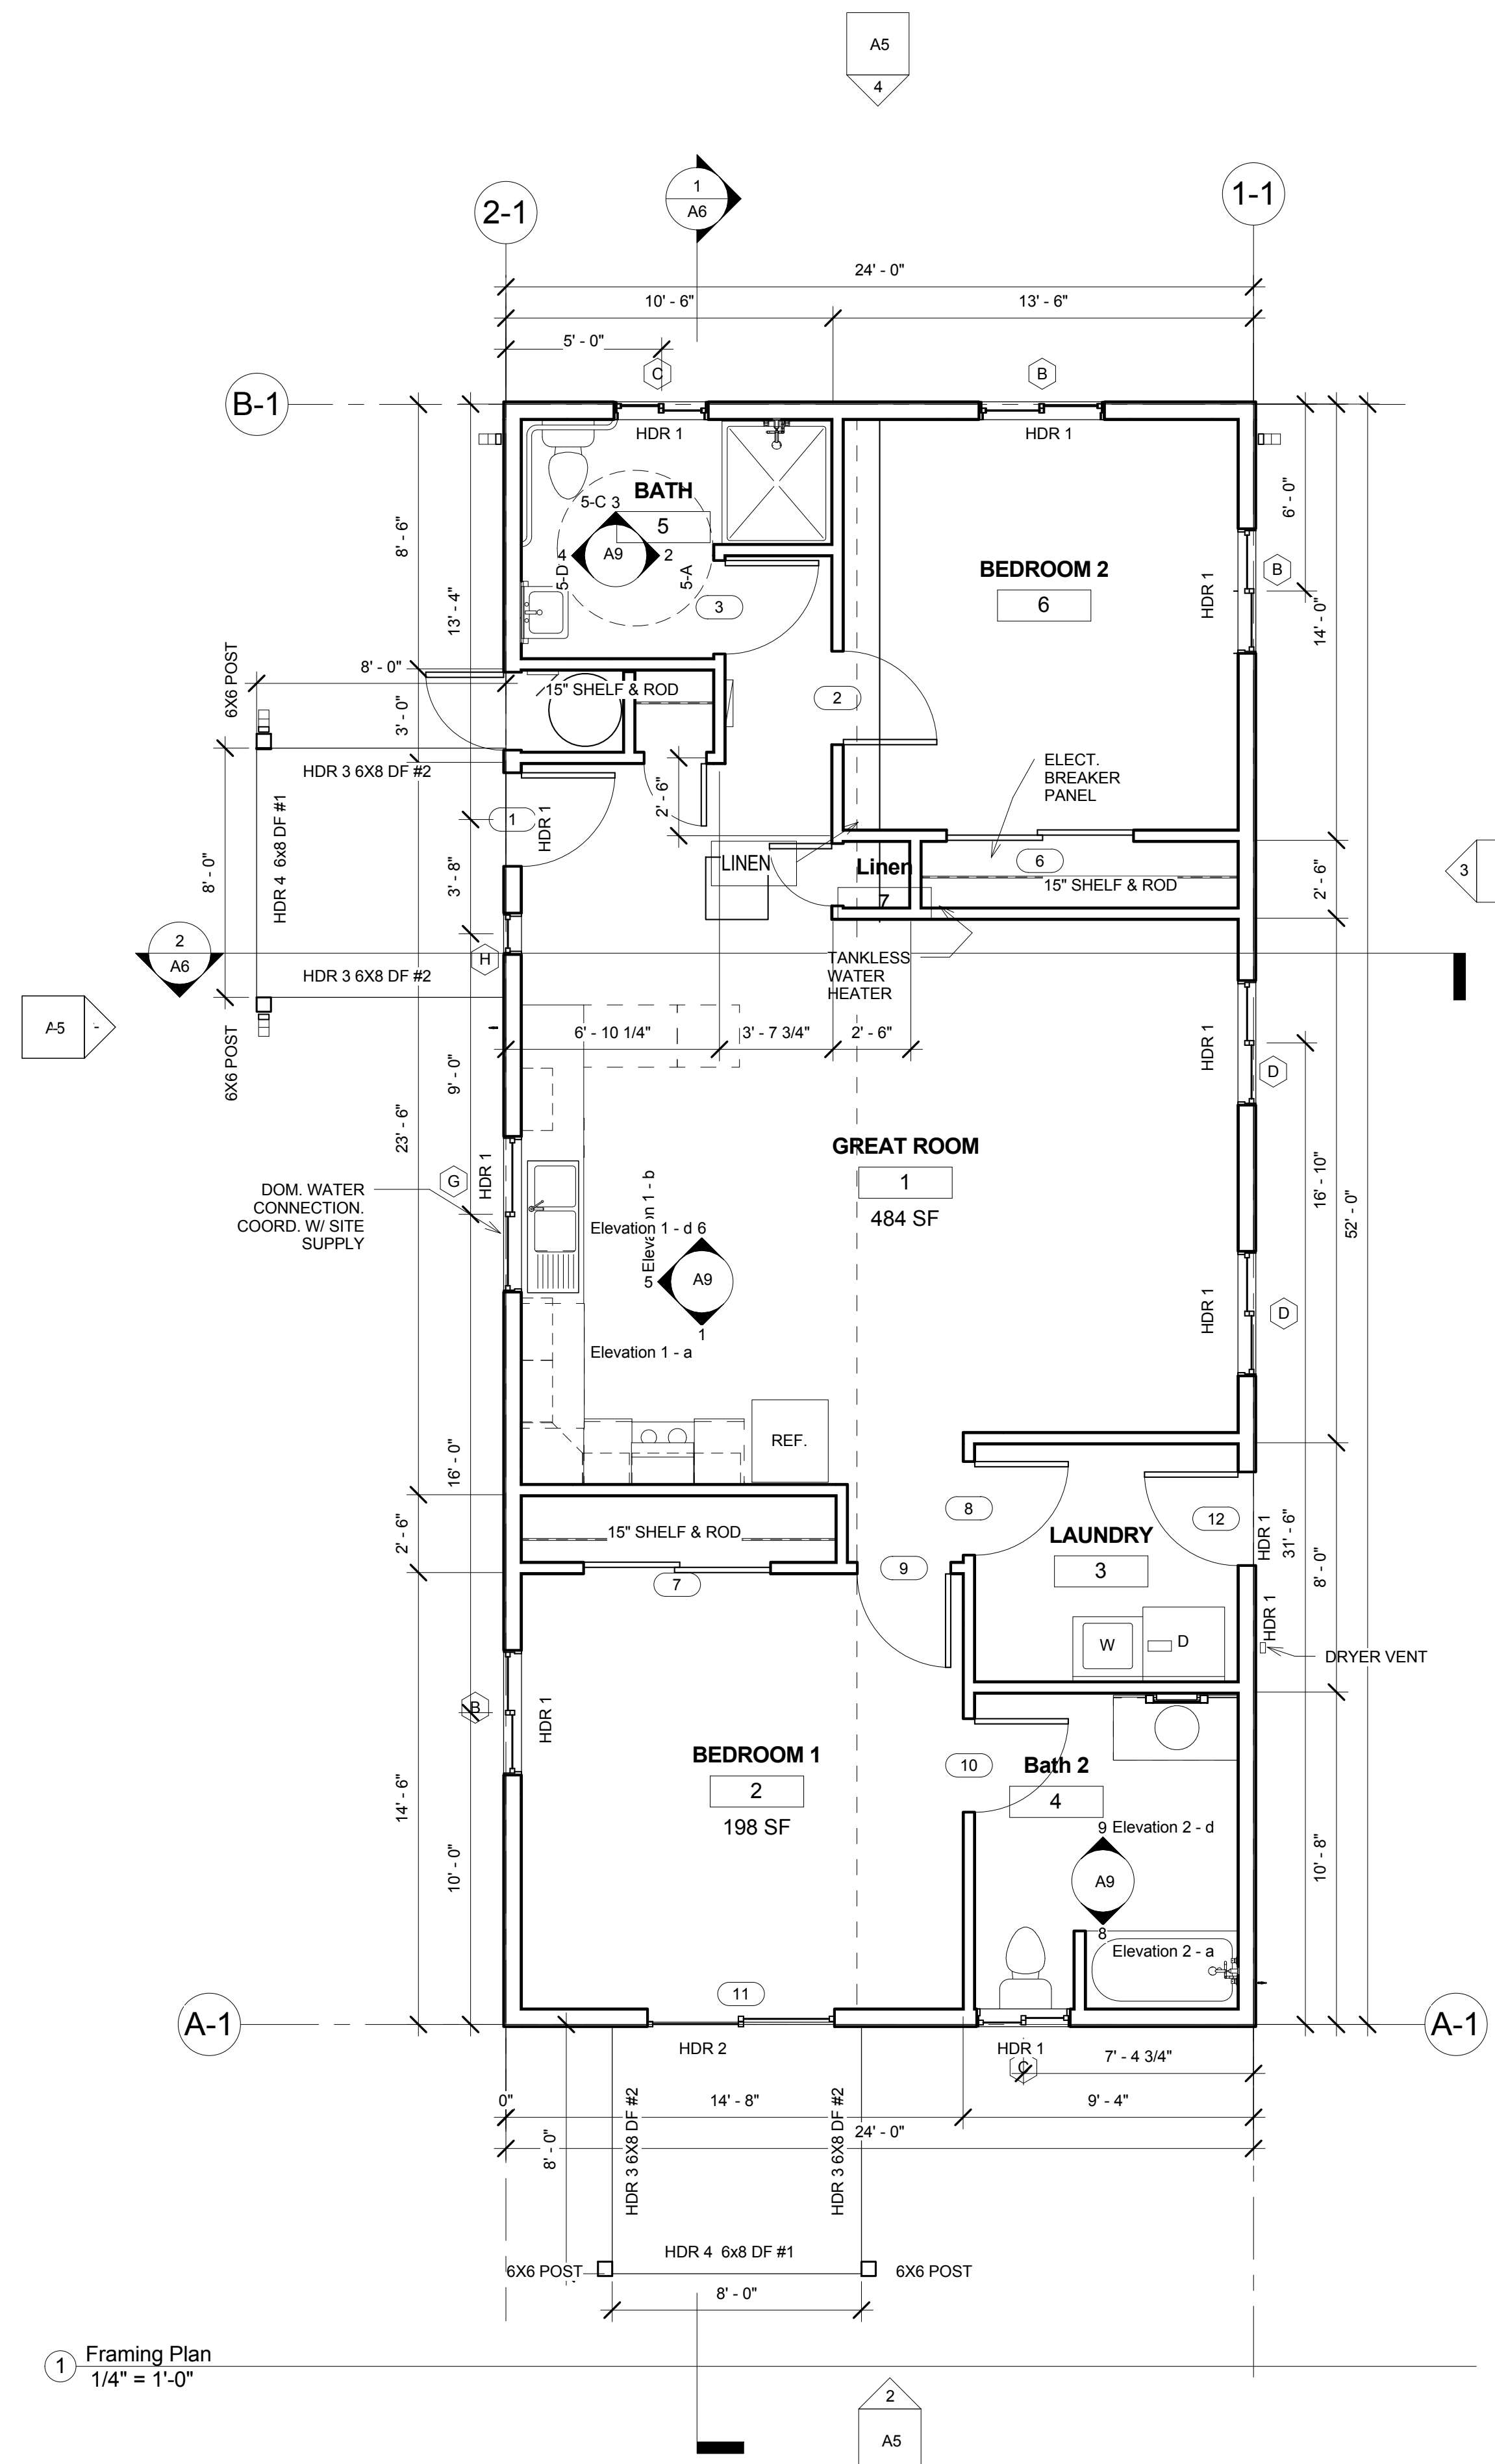 A5
4
1
A6
2-1
1-1
24' - 0"
10' - 6"
13' - 6"
5' - 0"
C
B
B-1
HDR 1
HDR 1
BATH
5-C 3
5
4
A9
2
5-D
5-A
3
8' - 6"
13' - 4"
6' - 0"
B
HDR 1
14' - 0"
BEDROOM 2
6
8' - 0"
6X6 POST
3' - 0"
15" SHELF & ROD
2
HDR 3 6X8 DF #2
HDR 4 6x8 DF #1
8' - 0"
1
HDR 1
2' - 6"
ELECT.
BREAKER
PANEL
3' - 8"
LINEN
Linen
7
6
15" SHELF & ROD
2' - 6"
3
2
A6
H
HDR 3 6X8 DF #2
TANKLESS
WATER
HEATER
A-5
-
6X6 POST
6' - 10 1/4"
3' - 7 3/4"
2' - 6"
HDR 1
D
9' - 0"
23' - 6"
GREAT ROOM
1
484 SF
16' - 10"
52' - 0"
G
HDR 1
DOM. WATER
CONNECTION.
COORD. W/ SITE
SUPPLY
Elevation 1 - b
Elevation 1 - d 6
5
A9
1
Elevation 1 - a
HDR 1
D
REF.
16' - 0"
2' - 6"
15" SHELF & ROD
8
12
HDR 1
31' - 6"
8' - 0"
LAUNDRY
3
7
9
W
D
HDR 1
DRYER VENT
B
HDR 1
BEDROOM 1
2
198 SF
10
Bath 2
4
9 Elevation 2 - d
A9
8
Elevation 2 - a
14' - 6"
10' - 0"
10' - 8"
11
A-1
A-1
HDR 2
HDR 1
C
7' - 4 3/4"
0"
14' - 8"
9' - 4"
24' - 0"
8' - 0"
HDR 3 6X8 DF #2
HDR 3 6X8 DF #2
HDR 4 6x8 DF #1
6X6 POST
6X6 POST
8' - 0"
1
Framing Plan
1/4" = 1'-0"
2
A5